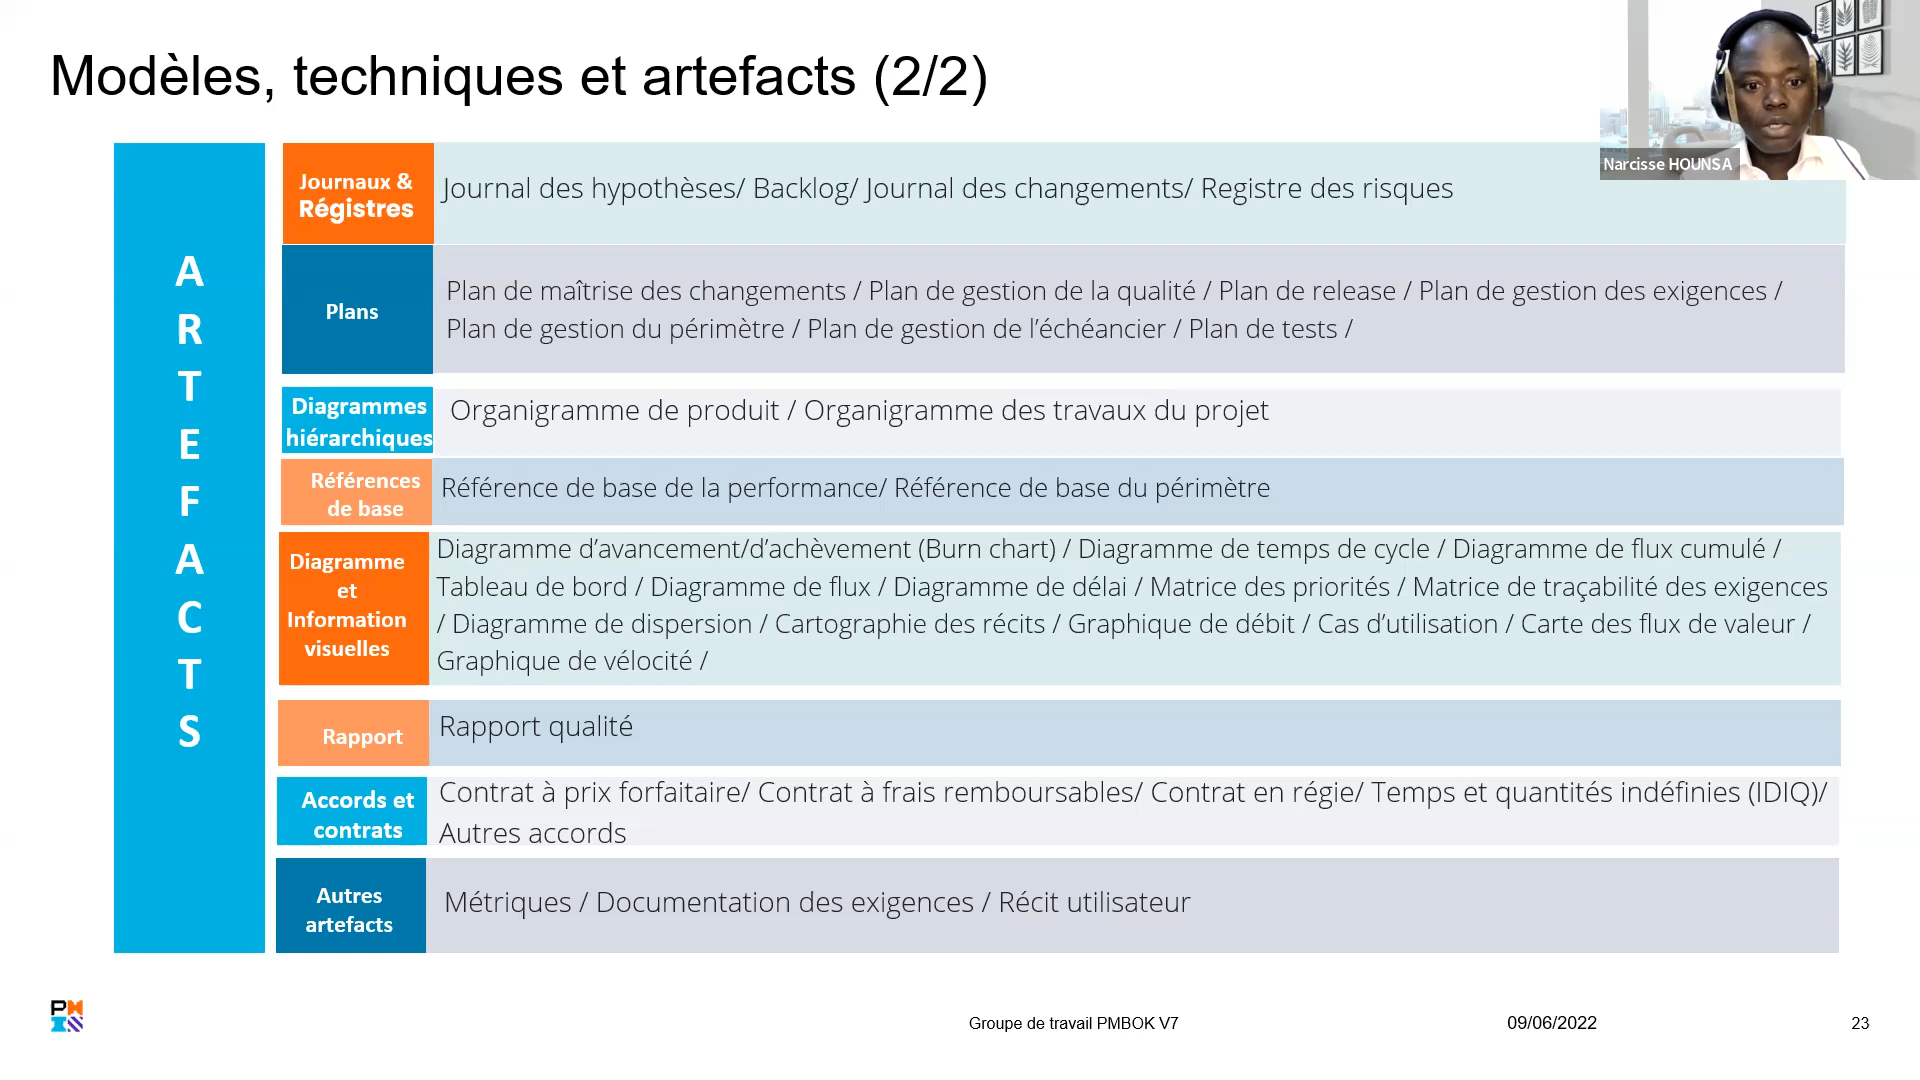 Modèles, techniques et artefacts (2/2)
Narcisse HOUNSA
ARTEFACTS
Journaux &
Régistres
Journal des hypothèses/ Backlog/ Journal des changements/ Registre des risques
Plans
Plan de maîtrise des changements / Plan de gestion de la qualité / Plan de release / Plan de gestion des exigences /
Plan de gestion du périmètre / Plan de gestion de l’échéancier / Plan de tests /
Diagrammes
hiérarchiques
Organigramme de produit / Organigramme des travaux du projet
Références
de base
Référence de base de la performance/ Référence de base du périmètre
Diagramme
et
Information
visuelles
Diagramme d’avancement/d’achèvement (Burn chart) / Diagramme de temps de cycle / Diagramme de flux cumulé /
Tableau de bord / Diagramme de flux / Diagramme de délai / Matrice des priorités / Matrice de traçabilité des exigences
/ Diagramme de dispersion / Cartographie des récits / Graphique de débit / Cas d’utilisation / Carte des flux de valeur /
Graphique de vélocité /
Rapport
Rapport qualité
Accords et
contrats
Contrat à prix forfaitaire/ Contrat à frais remboursables/ Contrat en régie/ Temps et quantités indéfinies (IDIQ)/
Autres accords
Autres
artefacts
Métriques / Documentation des exigences / Récit utilisateur
Groupe de travail PMBOK V7
09/06/2022
23